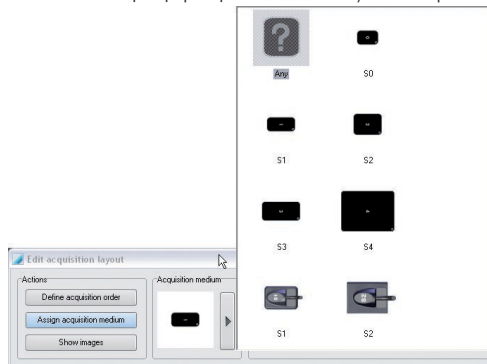 Any S0
S1 S2
S3 S4
S1 S2
Edit acquisition layout
Actions
Define acquisition order
Assign acquisition medium
Show images
Acquisition medium